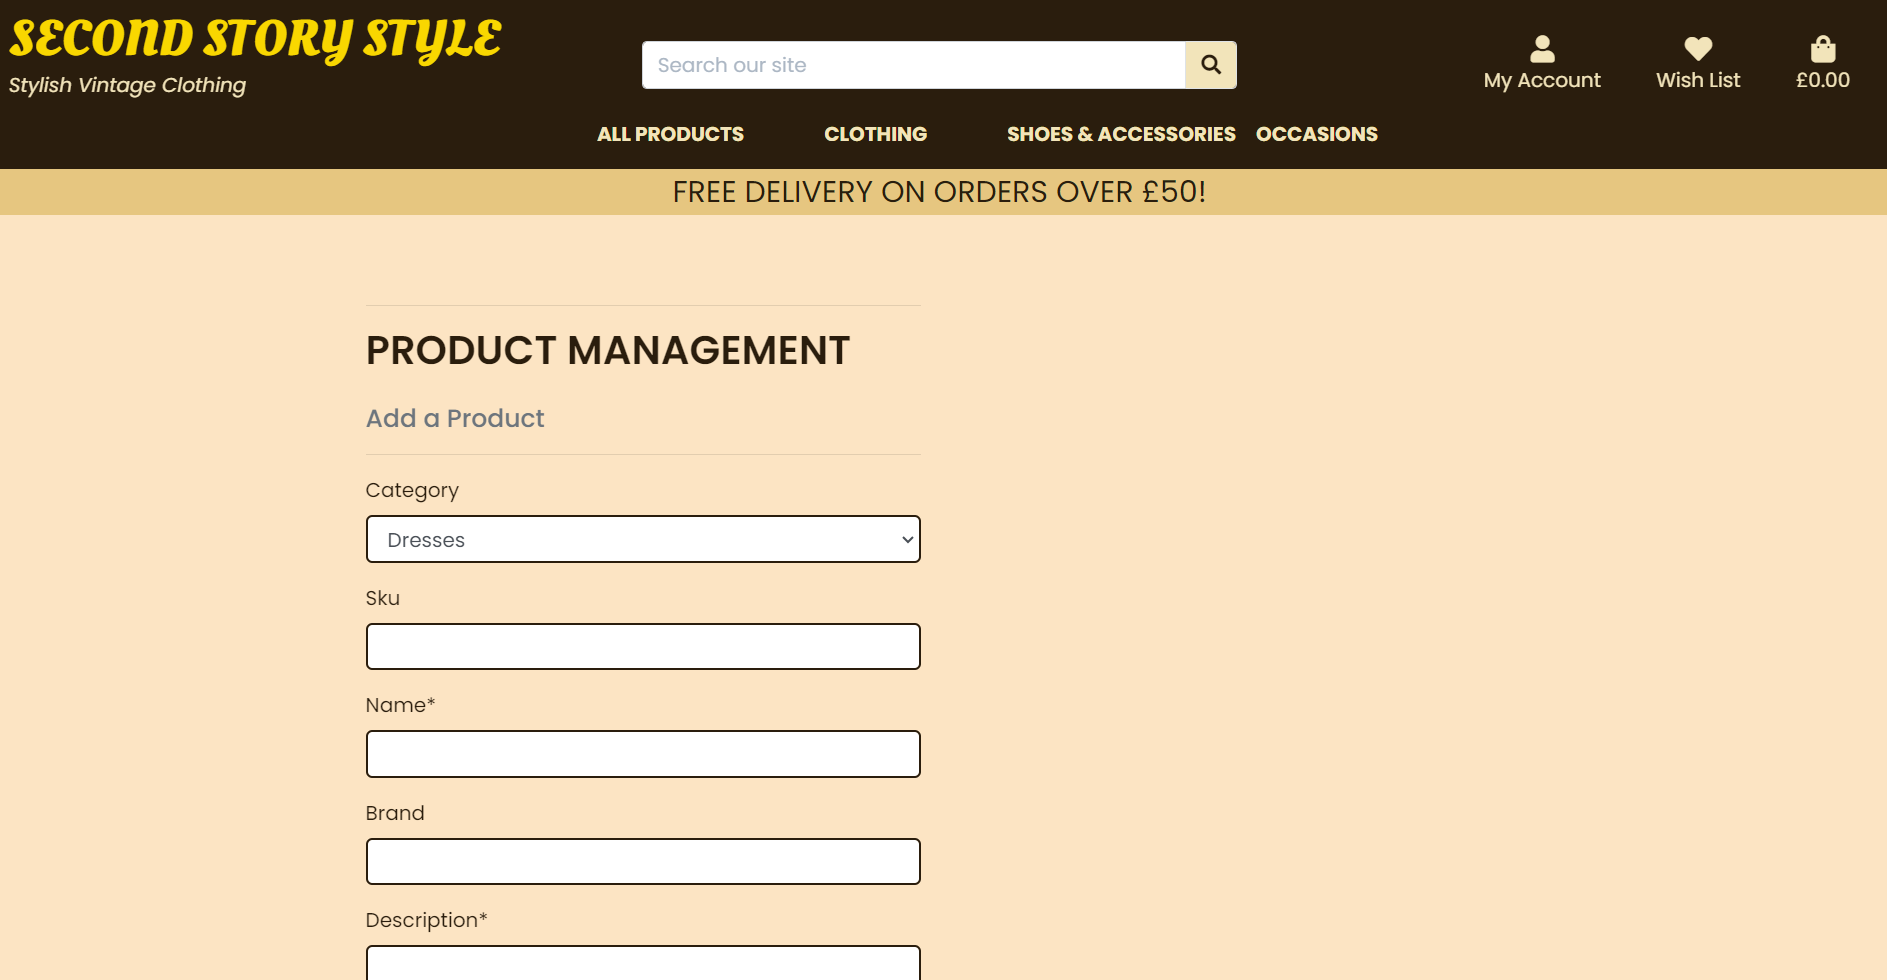 SECOND STORY STYLE
Stylish Vintage Clothing
Search our site
My Account
Wish List
£0.00
ALL PRODUCTS
CLOTHING
SHOES & ACCESSORIES
OCCASIONS
FREE DELIVERY ON ORDERS OVER £50!
PRODUCT MANAGEMENT
Add a Product
Category
Dresses
Sku
Name*
Brand
Description*